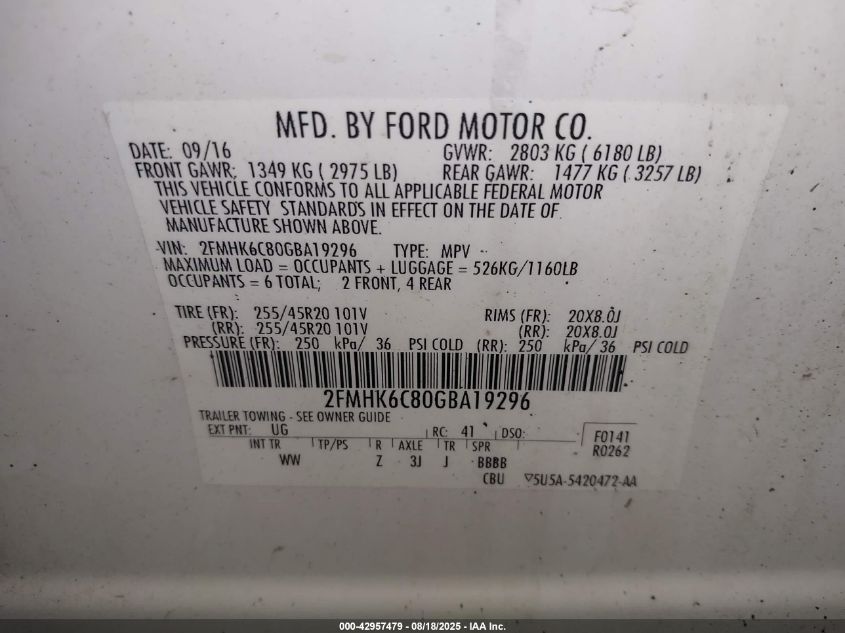 MFD. BY FORD MOTOR CO.
DATE: 09/16 GVWR: 2803 KG ( 6180 LB)
FRONT GAWR: 1349 KG ( 2975 LB) REAR GAWR: 1477 KG ( 3257 LB)
THIS VEHICLE CONFORMS TO ALL APPLICABLE FEDERAL MOTOR
VEHICLE SAFETY STANDARDS IN EFFECT ON THE DATE OF
MANUFACTURE SHOWN ABOVE.
VIN: 2FMHK6C80GBA19296 TYPE: MPV
MAXIMUM LOAD = OCCUPANTS + LUGGAGE = 526KG/1160LB
OCCUPANTS = 6 TOTAL; 2 FRONT, 4 REAR
TIRE (FR): 255/45R20 101V RIMS (FR): 20X8.0J
(RR): 255/45R20 101V (RR): 20X8.0J
PRESSURE (FR): 250 kPa/ 36 PSI COLD (RR): 250 kPa/ 36 PSI COLD
2FMHK6C80GBA19296
TRAILER TOWING - SEE OWNER GUIDE
EXT PNT: UG RC: 41 DSO: F0141
INT TR TP/PS R AXLE TR SPR R0262
WW Z 3J J BBBB
CBU ▽5U5A-5420472-AA
000-42957479 - 08/18/2025 - IAA Inc.